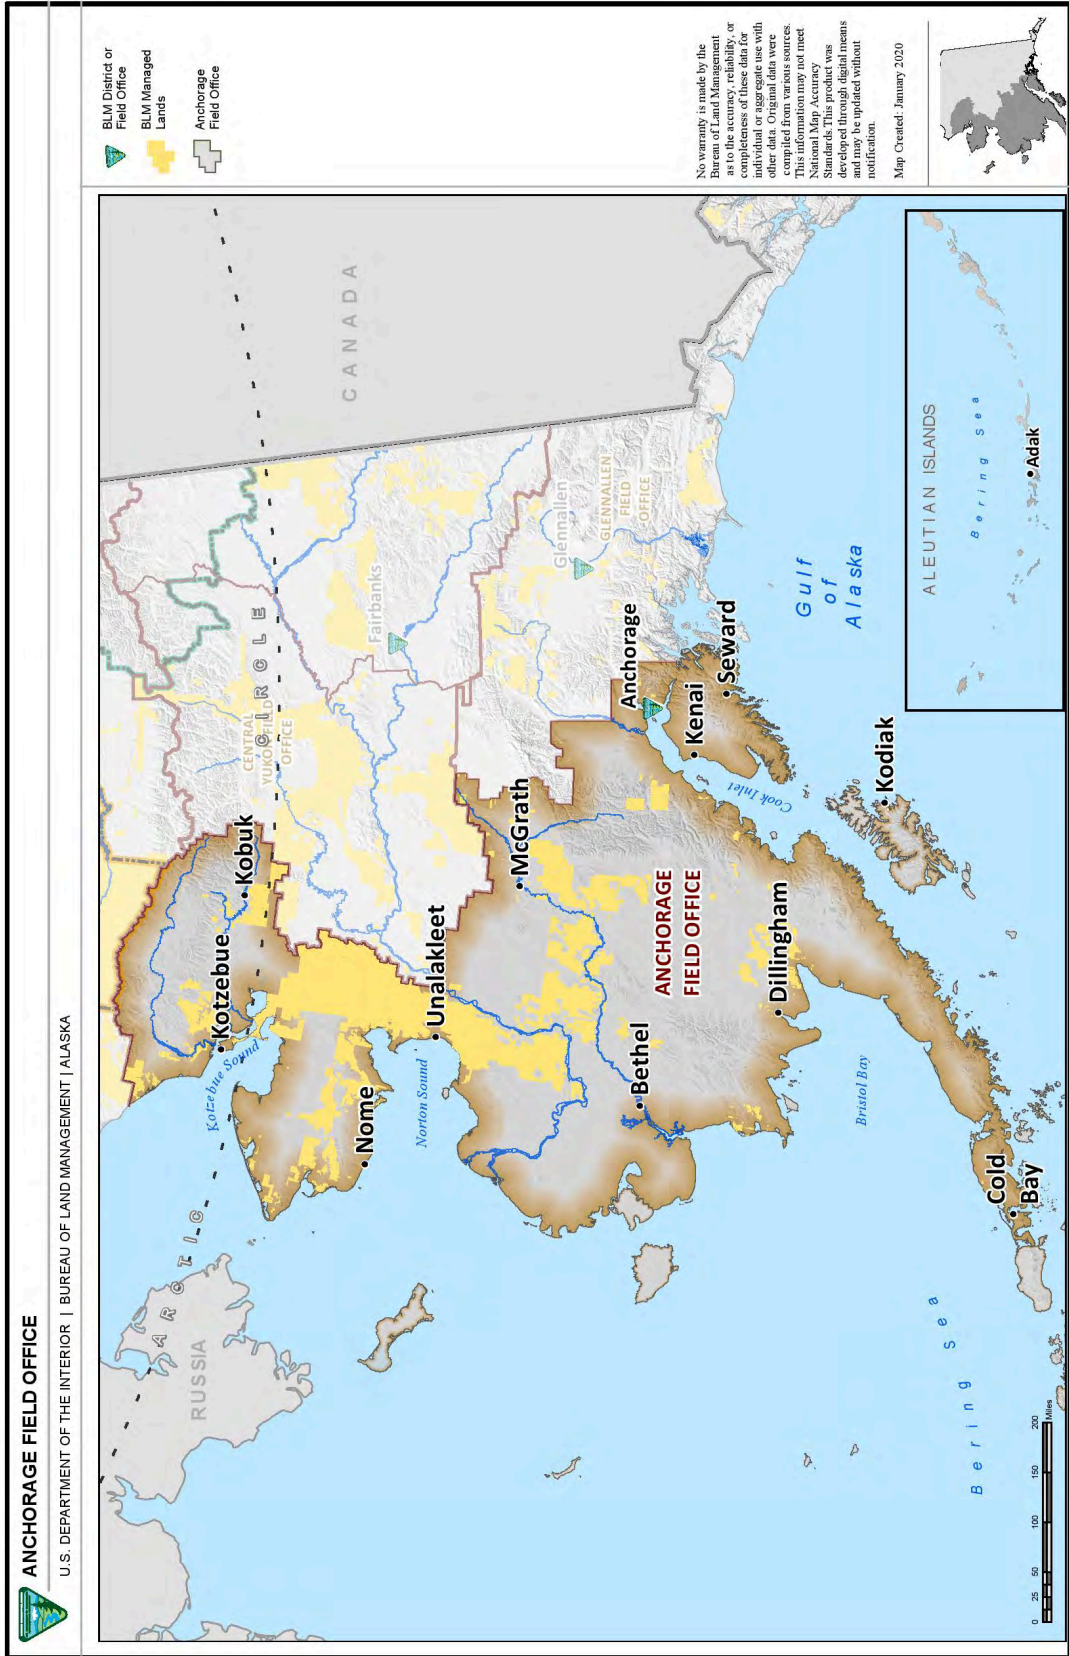 ANCHORAGE FIELD OFFICE
U.S. DEPARTMENT OF THE INTERIOR | BUREAU OF LAND MANAGEMENT | ALASKA
BLM District or
Field Office
BLM Managed
Lands
Anchorage
Field Office
No warranty is made by the
Bureau of Land Management
as to the accuracy, reliability, or
completeness of these data for
individual or aggregate use with
other data. Original data were
compiled from various sources.
This information may not meet
National Map Accuracy
Standards.This product was
developed through digital means
and may be updated without
notification.
Map Created: January 2020
RUSSIA
ARCTIC
CIRCLE
CANADA
Kotzebue Sound
Kotzebue
Kobuk
CENTRAL
YUKON FIELD
OFFICE
Fairbanks
Nome
Norton Sound
Unalakleet
McGrath
Glennallen
GLENNALLEN
FIELD
OFFICE
Anchorage
Bethel
ANCHORAGE
FIELD OFFICE
Kenai
Seward
Cook Inlet
Dillingham
Gulf
of
Alaska
Bristol Bay
Kodiak
Cold
Bay
Bering Sea
ALEUTIAN ISLANDS
Bering Sea
Adak
0 25 50 100 150 200
Miles